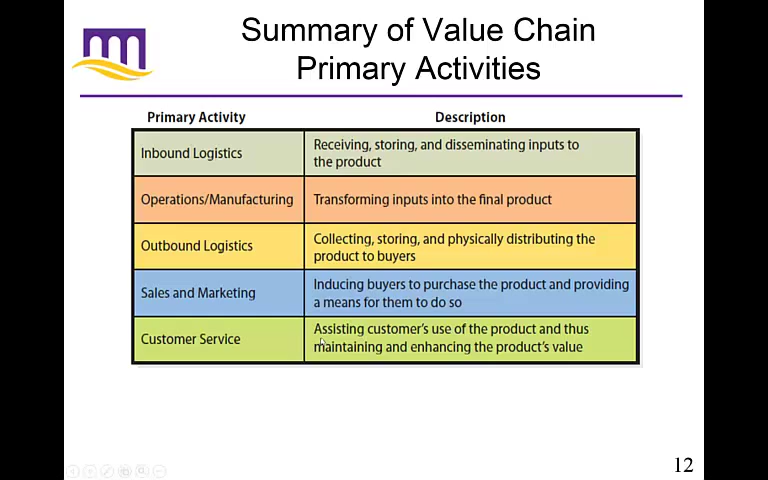 Summary of Value Chain
Primary Activities
Primary Activity
Description
Inbound Logistics
Receiving, storing, and disseminating inputs to
the product
Operations/Manufacturing
Transforming inputs into the final product
Outbound Logistics
Collecting, storing, and physically distributing the
product to buyers
Sales and Marketing
Inducing buyers to purchase the product and providing
a means for them to do so
Customer Service
Assisting customer's use of the product and thus
maintaining and enhancing the product's value
12